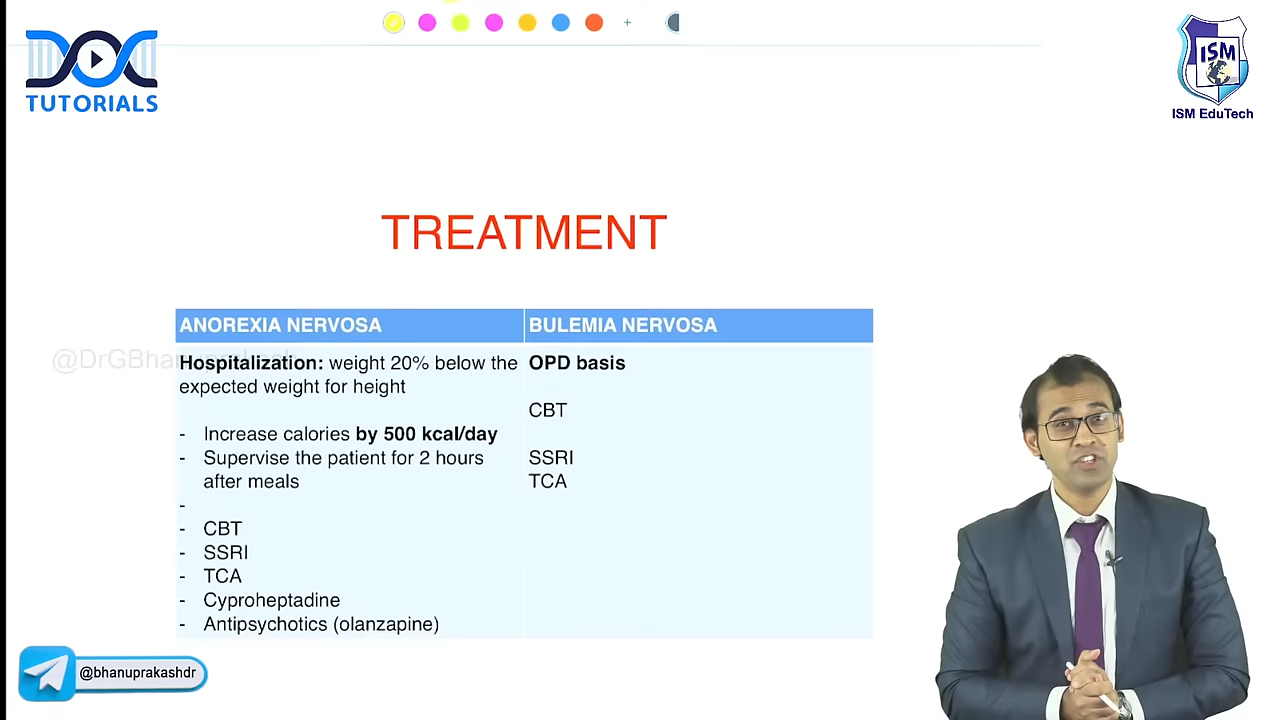 DOC
TUTORIALS
ISM
ISM EduTech
TREATMENT
ANOREXIA NERVOSA
BULEMIA NERVOSA
@DrGBhanuprakash
Hospitalization: weight 20% below the
expected weight for height
- Increase calories by 500 kcal/day
- Supervise the patient for 2 hours
after meals
-
- CBT
- SSRI
- TCA
- Cyproheptadine
- Antipsychotics (olanzapine)
OPD basis
CBT
SSRI
TCA
@bhanuprakashdr